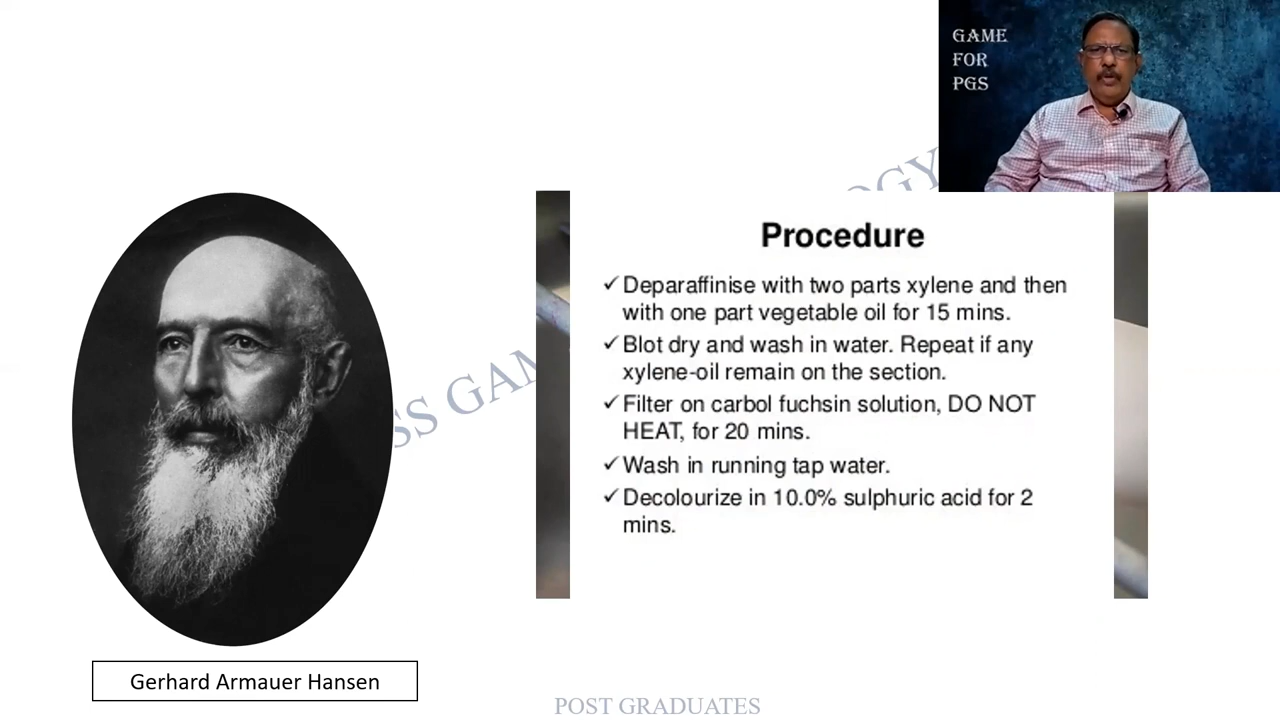 GAME
FOR
PGS
OGY
SS GAM
Procedure
✓Deparaffinise with two parts xylene and then
with one part vegetable oil for 15 mins.
✓Blot dry and wash in water. Repeat if any
xylene-oil remain on the section.
✓Filter on carbol fuchsin solution, DO NOT
HEAT, for 20 mins.
✓Wash in running tap water.
✓Decolourize in 10.0% sulphuric acid for 2
mins.
Gerhard Armauer Hansen
POST GRADUATES